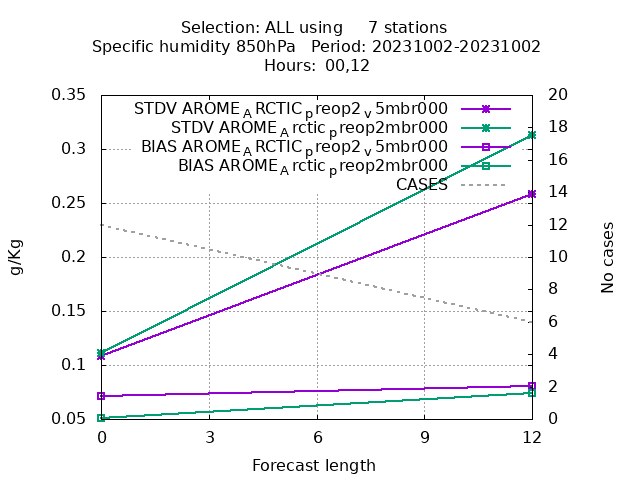 Selection: ALL using 7 stations
Specific humidity 850hPa Period: 20231002-20231002
Hours: 00,12
0.35
0.3
0.25
0.2
0.15
0.1
0.05
g/Kg
STDV AROME_ARCTIC_preop2_v5mbr000
STDV AROME_Arctic_preop2mbr000
BIAS AROME_ARCTIC_preop2_v5mbr000
BIAS AROME_Arctic_preop2mbr000
CASES
20
18
16
14
12
10
8
6
4
2
0
No cases
0 3 6 9 12
Forecast length